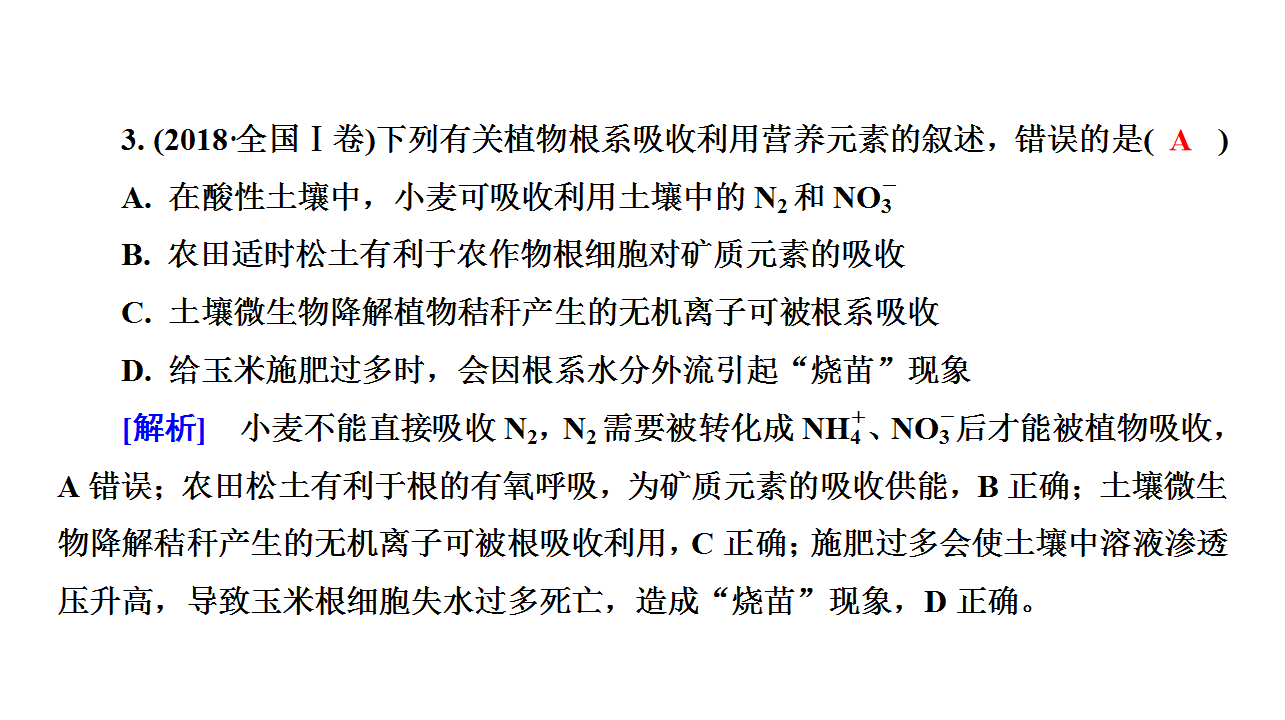 3. (2018·全国Ⅰ卷)下列有关植物根系吸收利用营养元素的叙述，错误的是( A )
A. 在酸性土壤中，小麦可吸收利用土壤中的 N₂ 和 NO₃⁻
B. 农田适时松土有利于农作物根细胞对矿质元素的吸收
C. 土壤微生物降解植物秸秆产生的无机离子可被根系吸收
D. 给玉米施肥过多时，会因根系水分外流引起“烧苗”现象
[解析] 小麦不能直接吸收 N₂，N₂ 需要被转化成 NH₄⁺、NO₃⁻ 后才能被植物吸收，
A 错误；农田松土有利于根的有氧呼吸，为矿质元素的吸收供能，B 正确；土壤微生
物降解秸秆产生的无机离子可被根吸收利用，C 正确；施肥过多会使土壤中溶液渗透
压升高，导致玉米根细胞失水过多死亡，造成“烧苗”现象，D 正确。